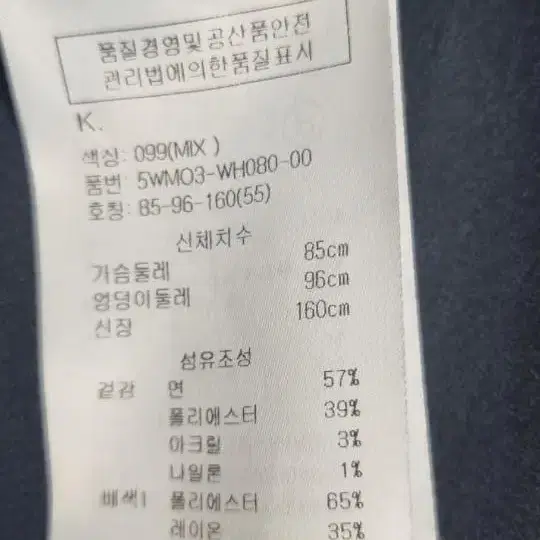 품질경영및공산품안전
관리법에의한품질표시
K.
색상: 099(MIX )
품번: 5WMO3-WH080-00
호칭: 85-96-160(55)
신체치수
가슴둘레 85cm
엉덩이둘레 96cm
신장 160cm
섬유조성
겉감 면 57%
폴리에스터 39%
아크릴 3%
나일론 1%
배색1 폴리에스터 65%
레이온 35%